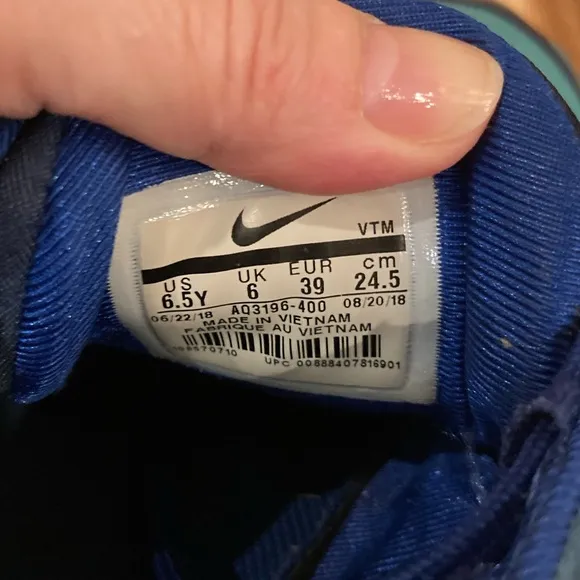 VTM
US UK EUR cm
6.5Y 6 39 24.5
06/22/18 AQ3196-400 08/20/18
MADE IN VIETNAM
FABRIQUE AU VIETNAM
UPC 00888407816901